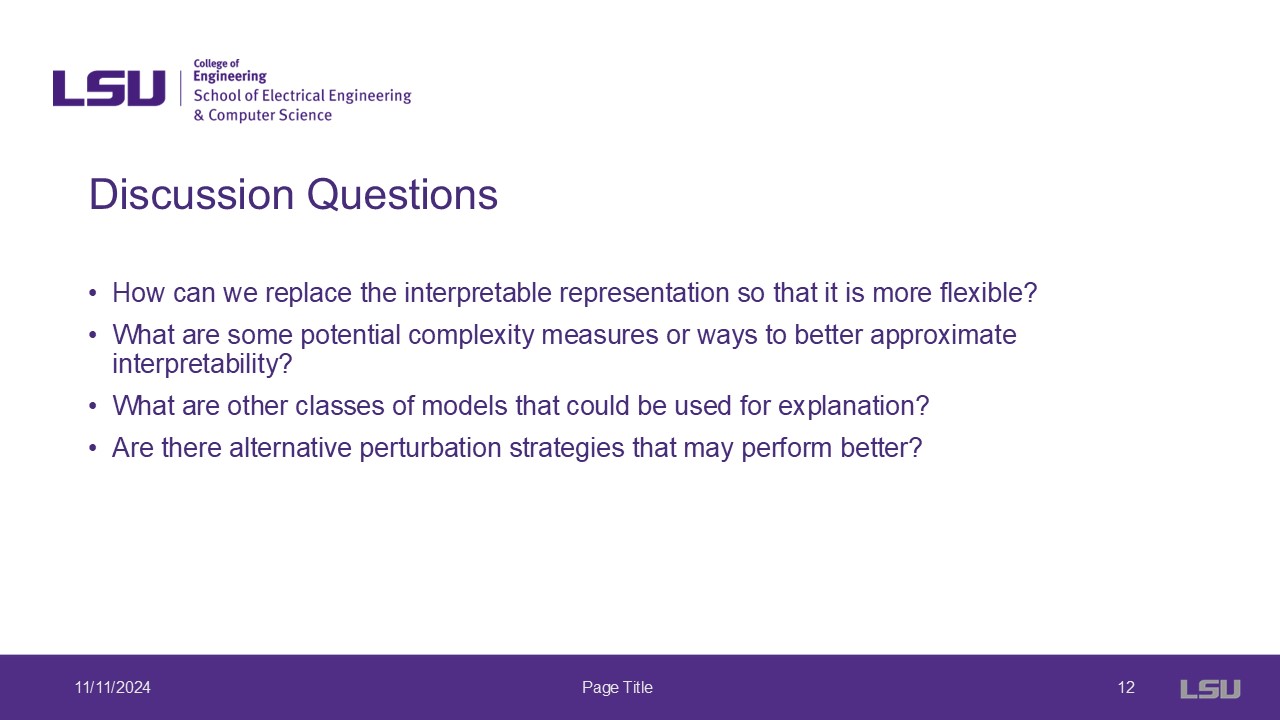 LSU
College of
Engineering
School of Electrical Engineering
& Computer Science
Discussion Questions
• How can we replace the interpretable representation so that it is more flexible?
• What are some potential complexity measures or ways to better approximate
interpretability?
• What are other classes of models that could be used for explanation?
• Are there alternative perturbation strategies that may perform better?
11/11/2024
Page Title
12
LSU